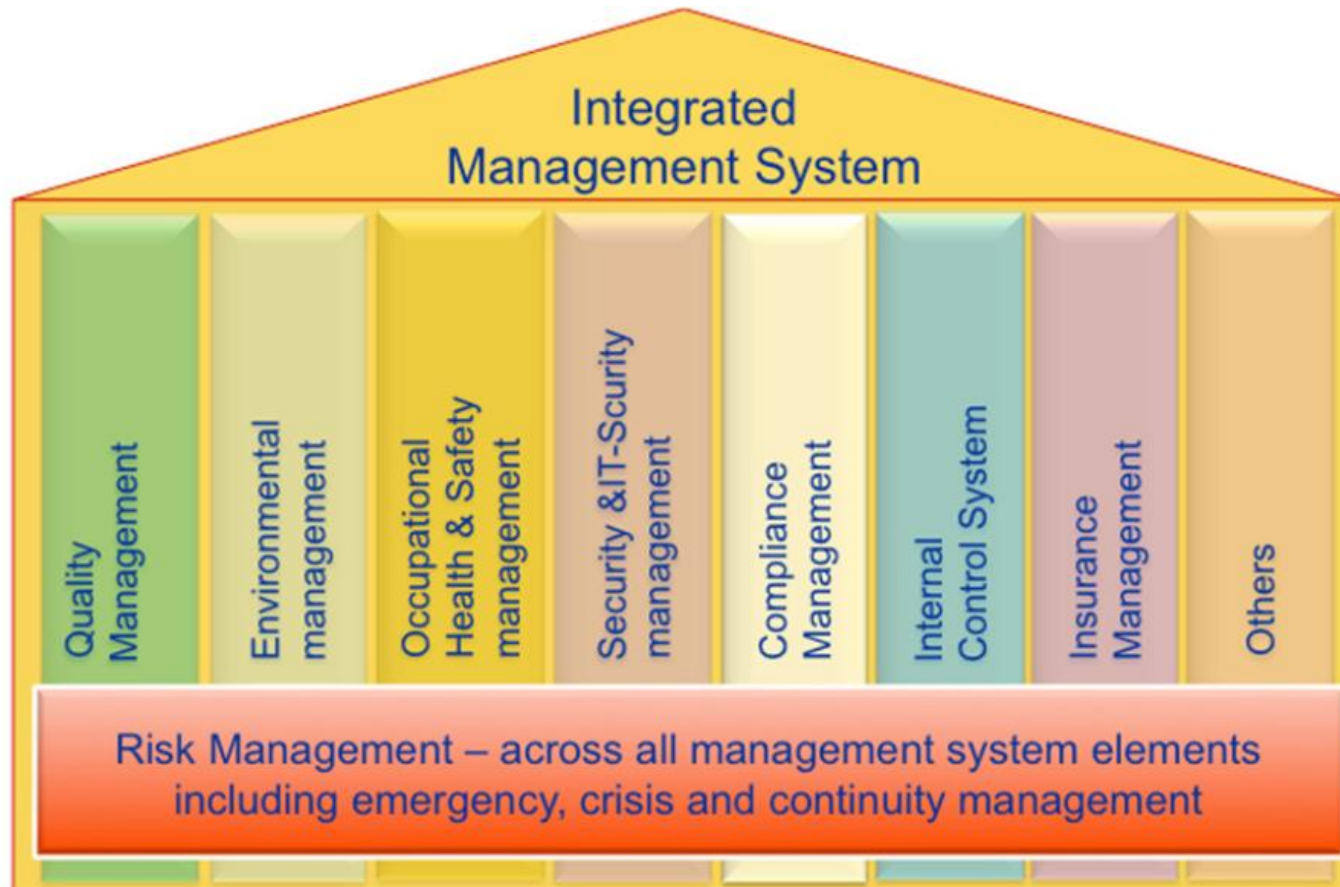 Integrated
Management System
Quality
Management
Environmental
management
Occupational
Health & Safety
management
Security &IT-Scurity
management
Compliance
Management
Internal
Control System
Insurance
Management
Others
Risk Management – across all management system elements
including emergency, crisis and continuity management